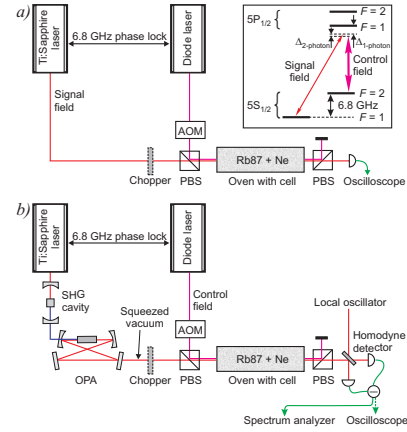 a)
Ti:Sapphire
laser
6.8 GHz phase lock
Diode laser
Signal
field
AOM
Chopper
PBS
Rb87 + Ne
Oven with cell
PBS
Oscilloscope
5P1/2
F = 2
F = 1
Δ2-photon
Δ1-photon
Signal
field
Control
field
5S1/2
F = 2
6.8 GHz
F = 1
b)
Ti:Sapphire
laser
6.8 GHz phase lock
Diode laser
SHG
cavity
Control
field
Squeezed
vacuum
AOM
OPA
Chopper
PBS
Rb87 + Ne
Oven with cell
PBS
Local oscillator
Homodyne
detector
−
Spectrum analyzer
Oscilloscope